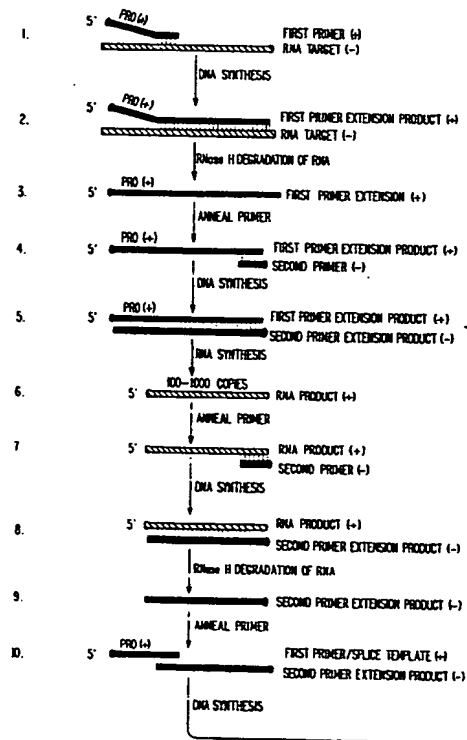 1. 5' PRO(+) FIRST PRIMER (+)
RNA TARGET (-)
DNA SYNTHESIS
2. 5' PRO(+) FIRST PRIMER EXTENSION PRODUCT (+)
RNA TARGET (-)
RNase H DEGRADATION OF RNA
3. 5' PRO (+) FIRST PRIMER EXTENSION (+)
ANNEAL PRIMER
4. 5' PRO (+) FIRST PRIMER EXTENSION PRODUCT (+)
SECOND PRIMER (-)
DNA SYNTHESIS
5. 5' PRO(+) FIRST PRIMER EXTENSION PRODUCT (+)
SECOND PRIMER EXTENSION PRODUCT (-)
RNA SYNTHESIS
100-1000 COPIES
6. 5' RNA PRODUCT (+)
ANNEAL PRIMER
7 5' RNA PRODUCT (+)
SECOND PRIMER (-)
DNA SYNTHESIS
8. 5' RNA PRODUCT (+)
SECOND PRIMER EXTENSION PRODUCT (-)
RNase H DEGRADATION OF RNA
9. SECOND PRIMER EXTENSION PRODUCT (-)
ANNEAL PRIMER
10. 5' PRO(+) FIRST PRIMER/SPLICE TEMPLATE (+)
SECOND PRIMER EXTENSION PRODUCT (-)
DNA SYNTHESIS